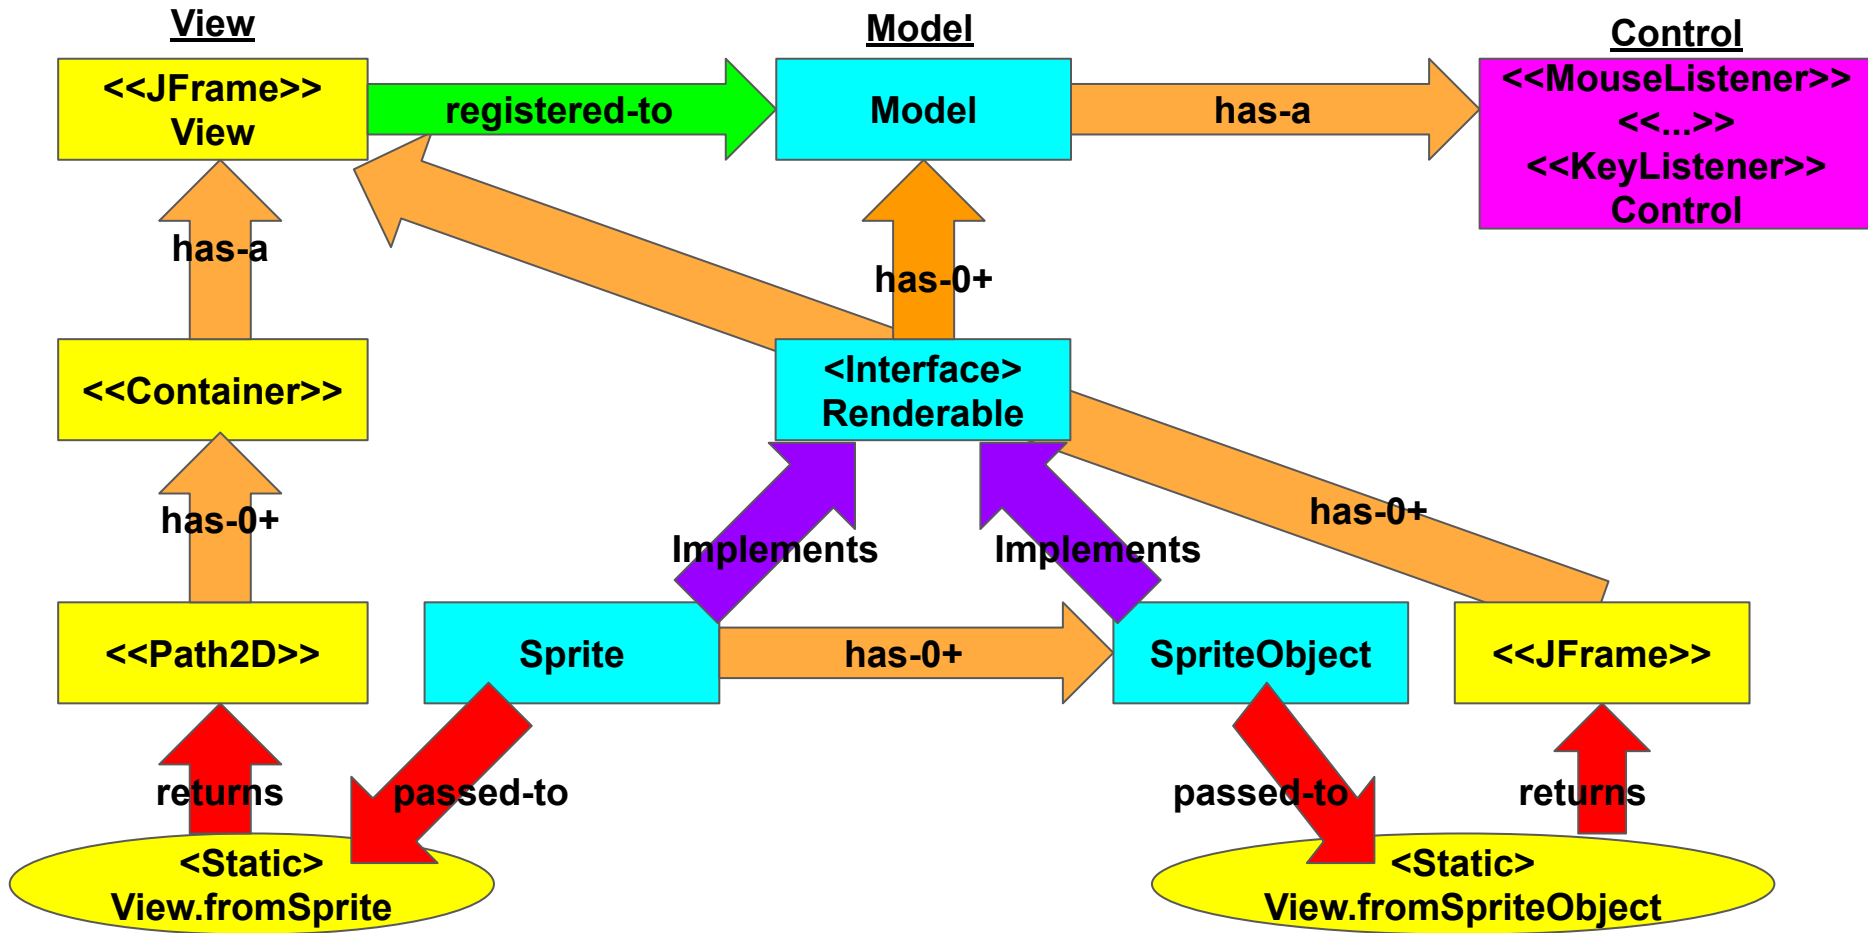 View
Model
Control
<<JFrame>>
View
registered-to
Model
has-a
<<MouseListener>>
<<...>>
<<KeyListener>>
Control
has-a
has-0+
<<Container>>
<Interface>
Renderable
has-0+
has-0+
Implements
Implements
<<Path2D>>
Sprite
has-0+
SpriteObject
<<JFrame>>
returns
passed-to
passed-to
returns
<Static>
View.fromSprite
<Static>
View.fromSpriteObject